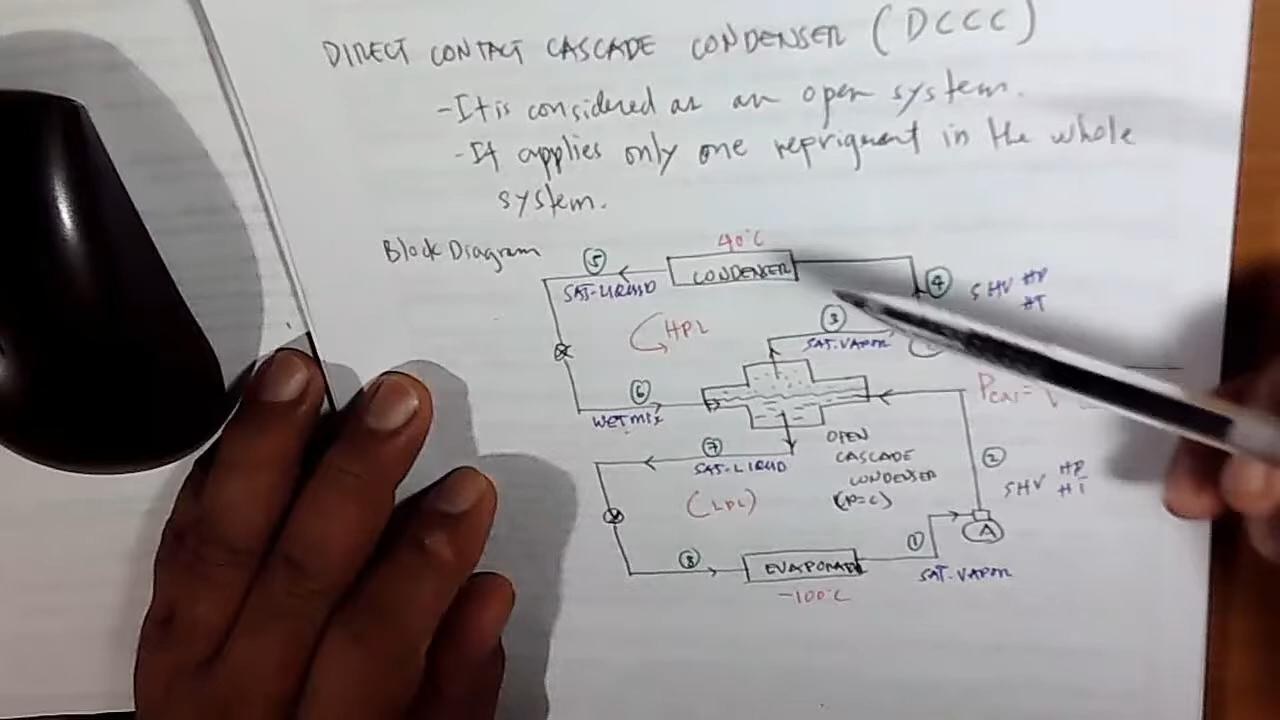 DIRECT CONTACT CASCADE CONDENSER (DCCC)
- It is considered as an open system.
- It applies only one reprigment in the whole
system.
Block Diagram
40°C
CONDENSER
5
SAT-LIQUID
4
SHV HP
HT
HPL
3
SAT-VAPOR
6
WET MIX
Pcas =
7
SAT-LIQUID
OPEN
CASCADE
CONDENSER
(P=C)
2
SHV HP
HT
(LPL)
A
8
EVAPORATOR
-100°C
1
SAT-VAPOR